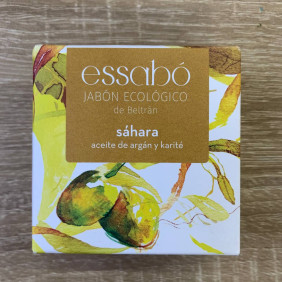 essabó
JABÓN ECOLÓGICO
de Beltrán
sáhara
aceite de argán y karité